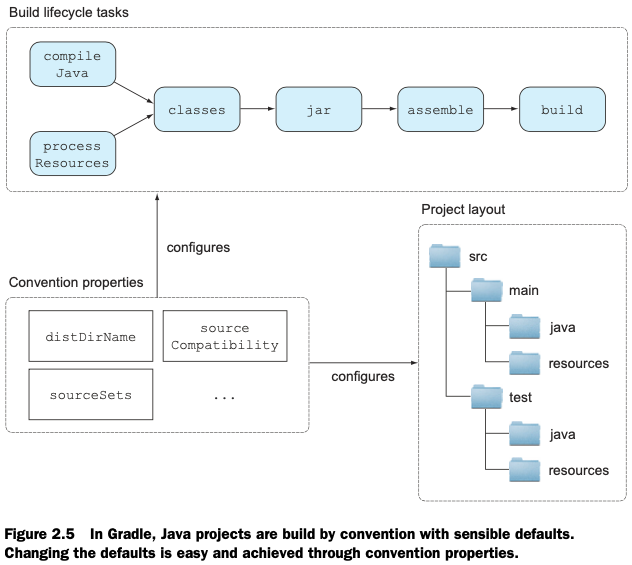 Build lifecycle tasks
compile
Java
process
Resources
classes
jar
assemble
build
configures
Convention properties
distDirName
source
Compatibility
sourceSets
...
configures
Project layout
src
main
java
resources
test
java
resources
Figure 2.5 In Gradle, Java projects are build by convention with sensible defaults.
Changing the defaults is easy and achieved through convention properties.